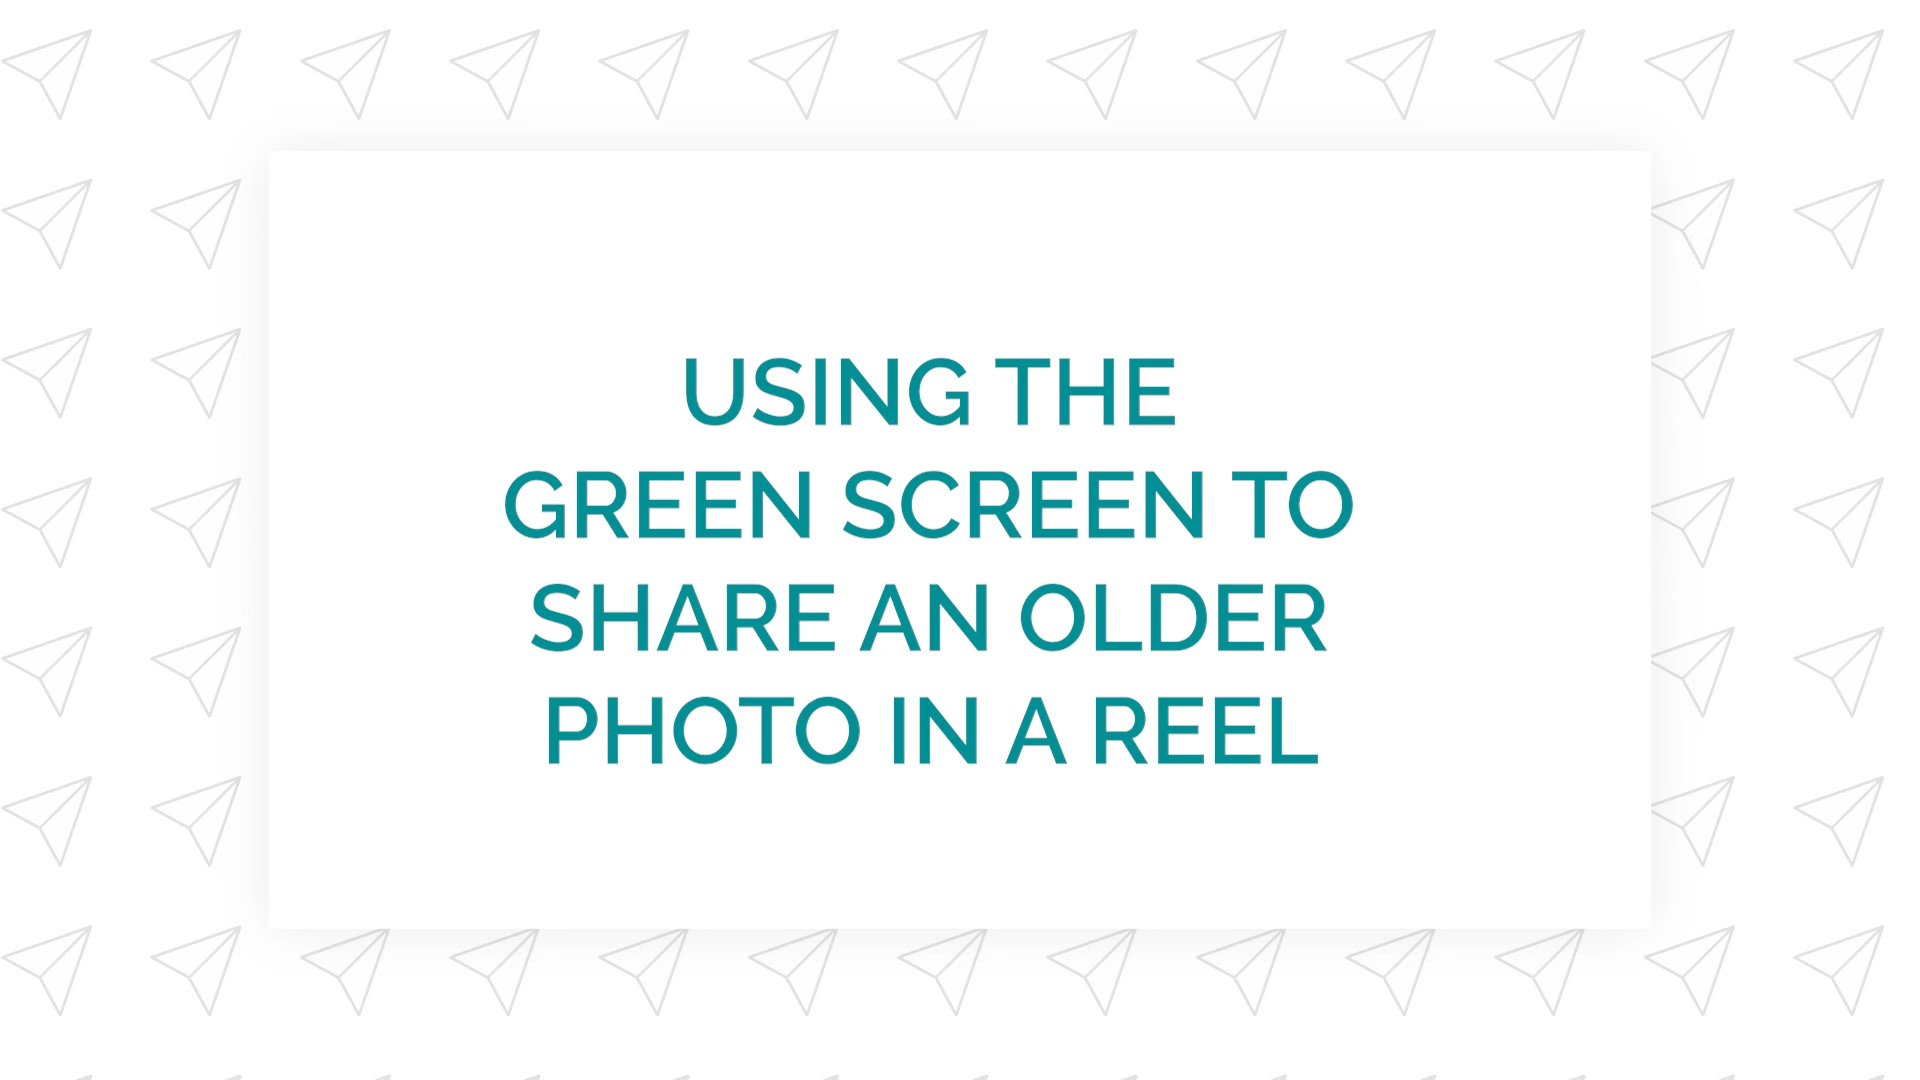 USING THE
GREEN SCREEN TO
SHARE AN OLDER
PHOTO IN A REEL